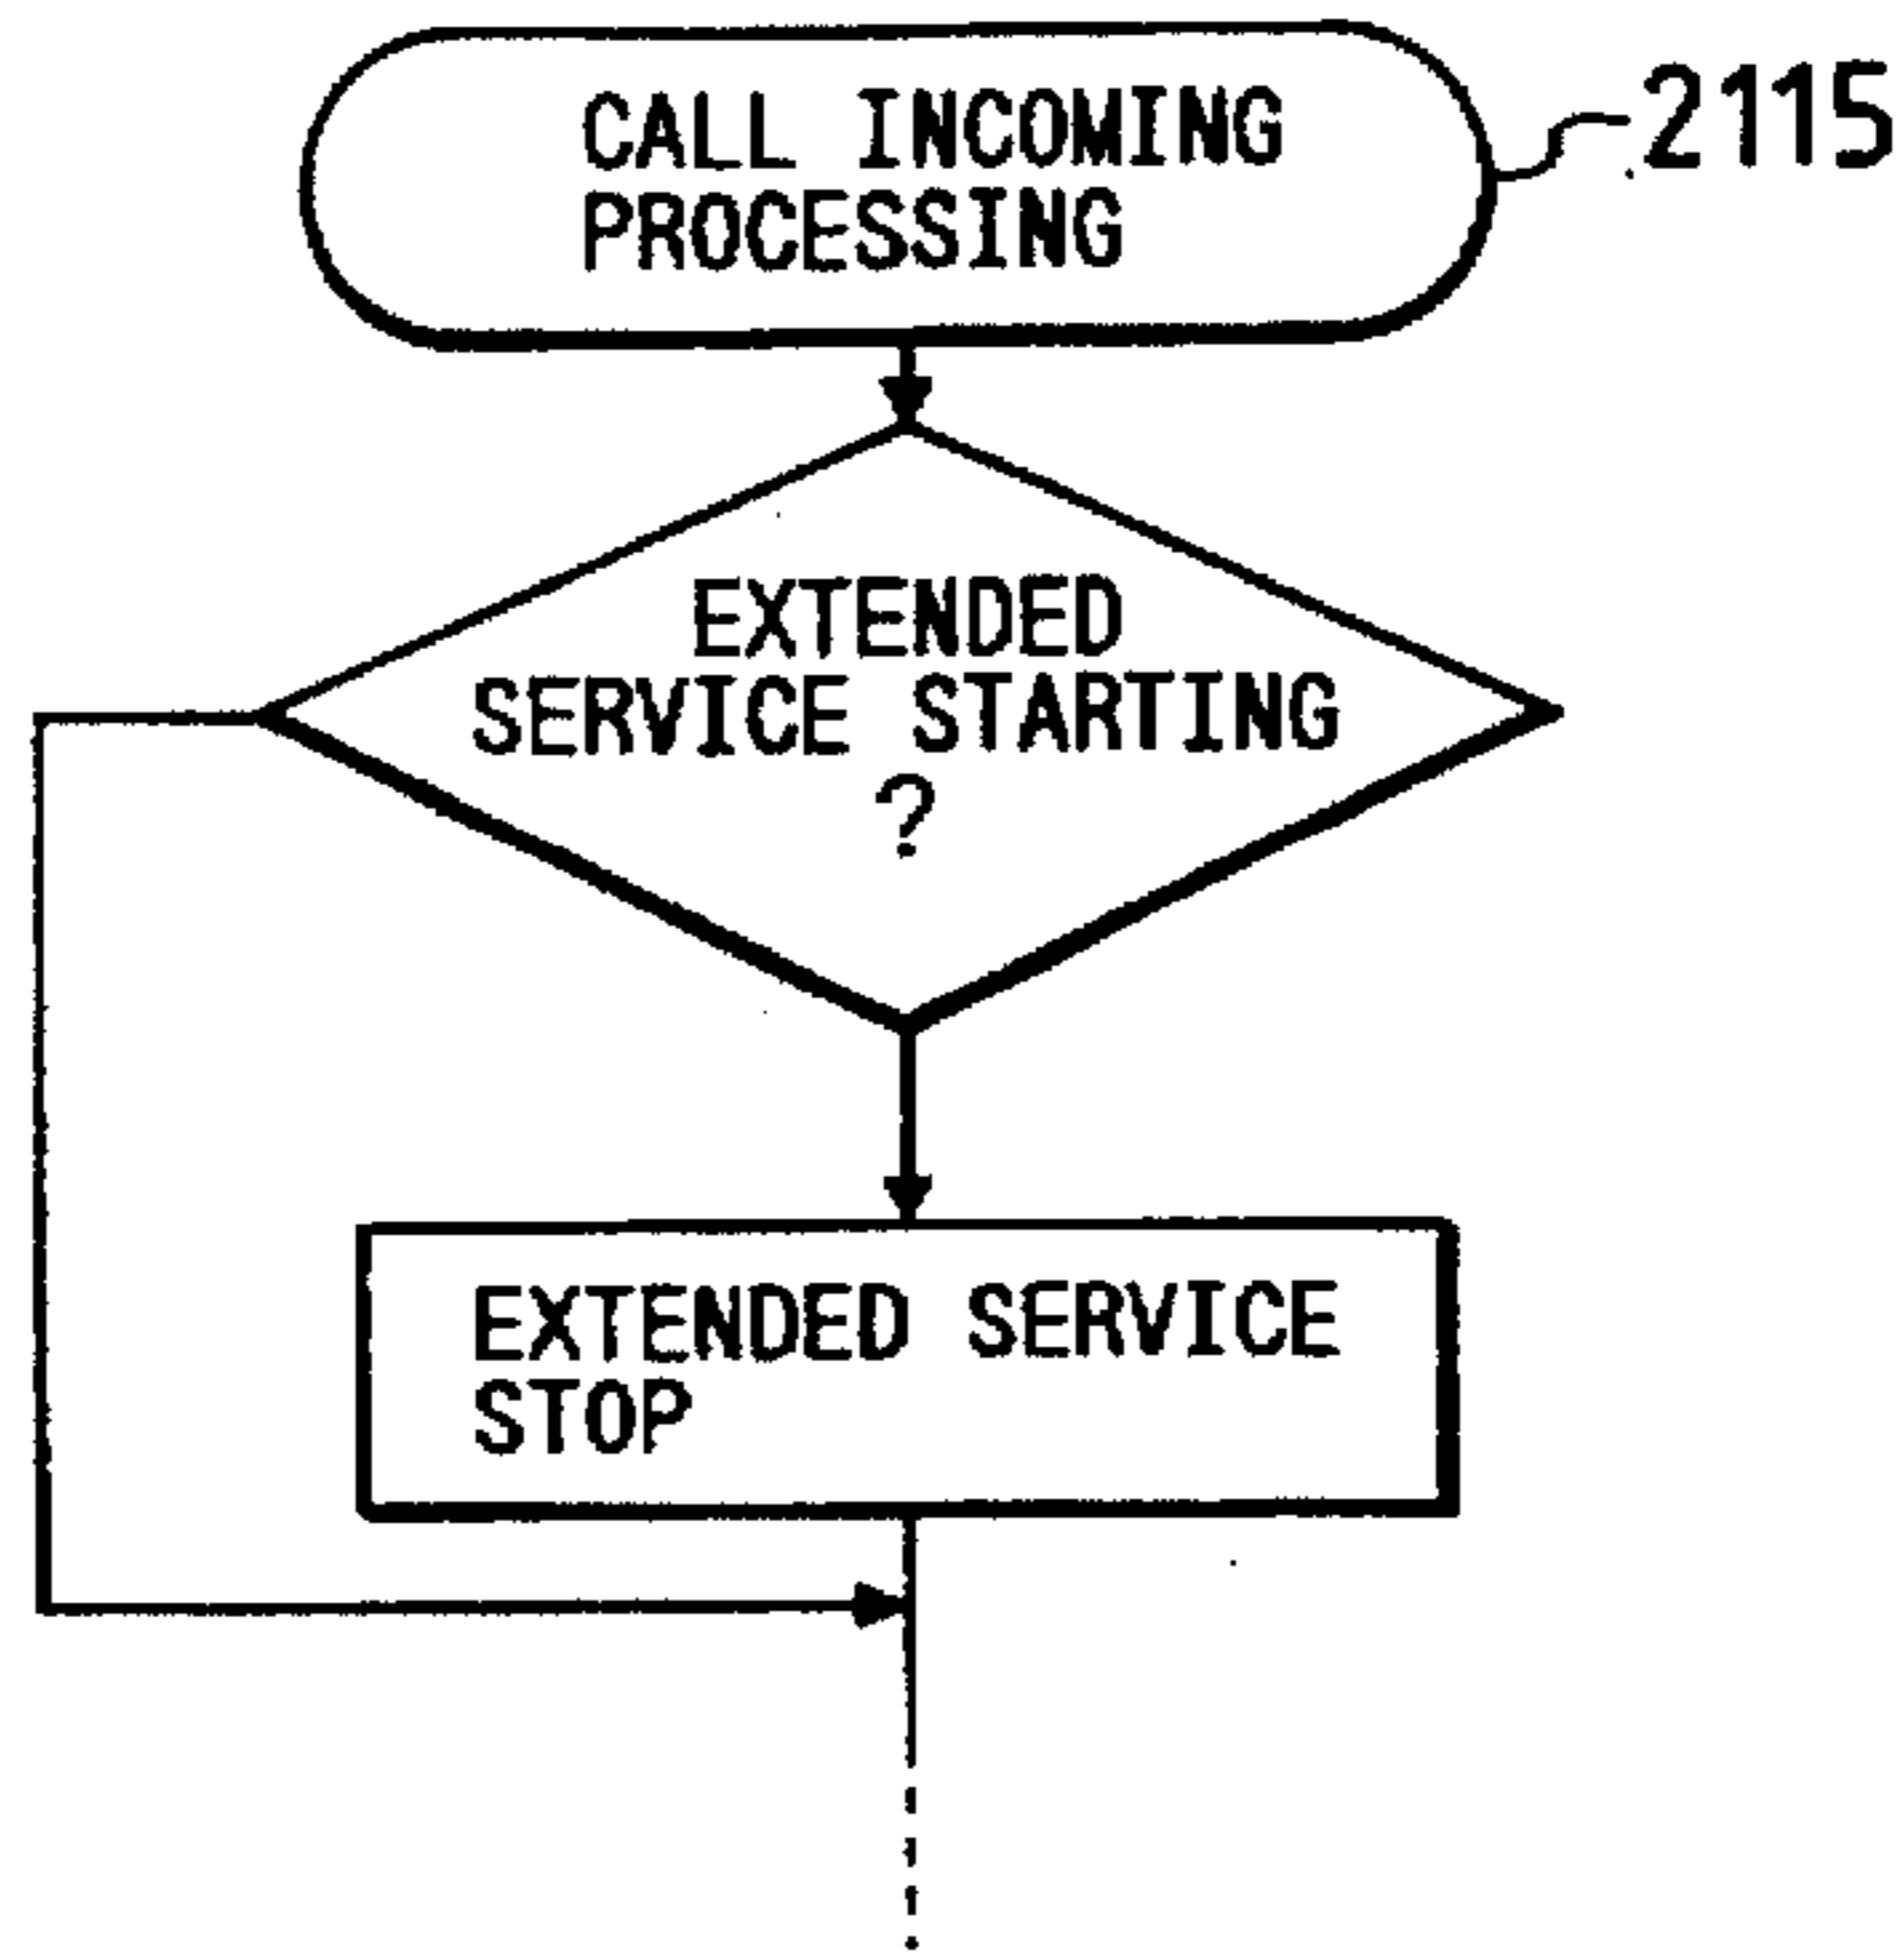 CALL INCOMING
PROCESSING
2115
EXTENDED
SERVICE STARTING
?
EXTENDED SERVICE
STOP